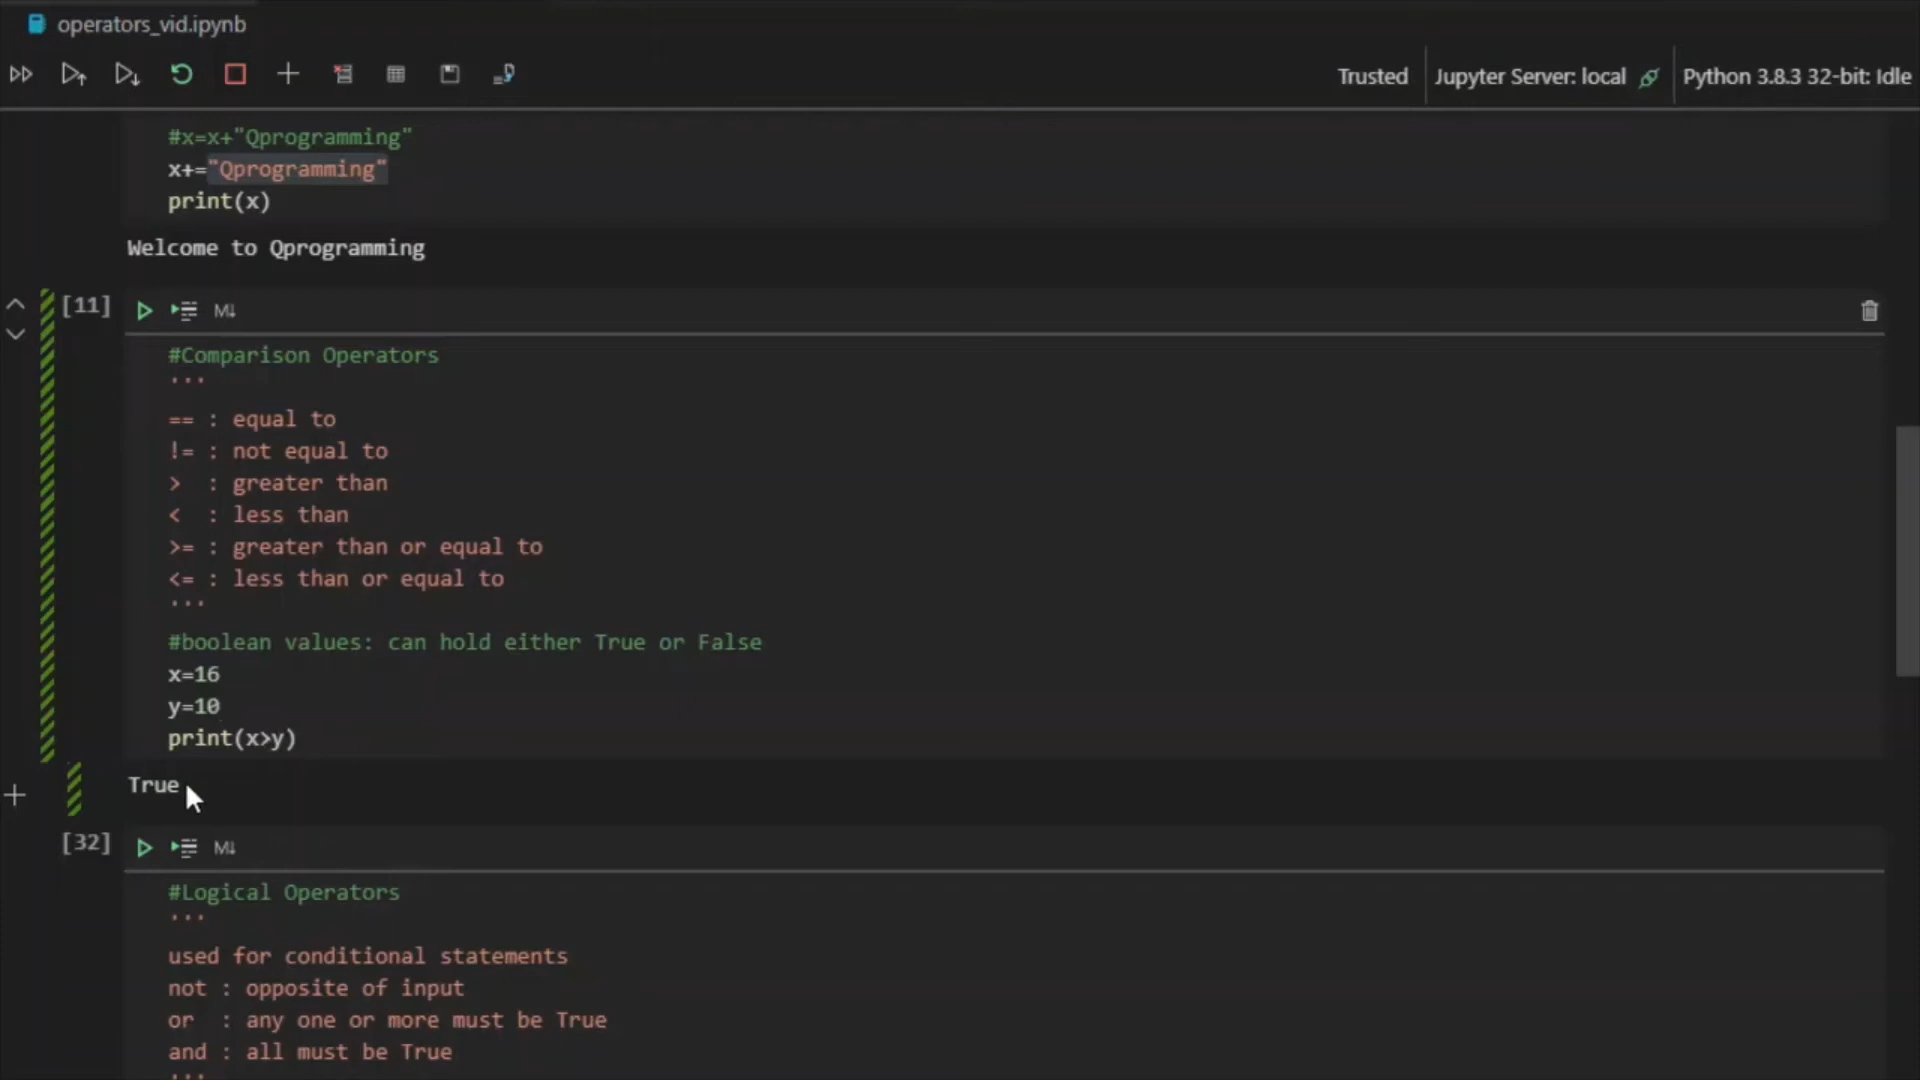 operators_vid.ipynb
Trusted
Jupyter Server: local
Python 3.8.3 32-bit: Idle
#x=x+"Qprogramming"
x+="Qprogramming"
print(x)
Welcome to Qprogramming
[11]
M↓
#Comparison Operators
'''
== : equal to
!= : not equal to
>  : greater than
<  : less than
>= : greater than or equal to
<= : less than or equal to
'''
#boolean values: can hold either True or False
x=16
y=10
print(x>y)
True
[32]
M↓
#Logical Operators
'''
used for conditional statements
not : opposite of input
or  : any one or more must be True
and : all must be True
'''